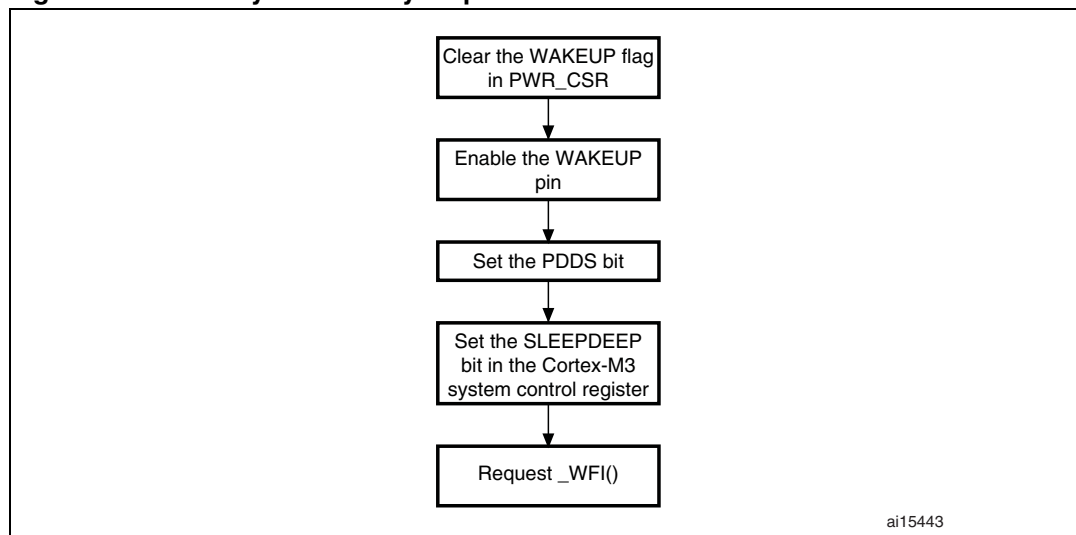 Clear the WAKEUP flag
in PWR_CSR
Enable the WAKEUP
pin
Set the PDDS bit
Set the SLEEPDEEP
bit in the Cortex-M3
system control register
Request _WFI()
ai15443